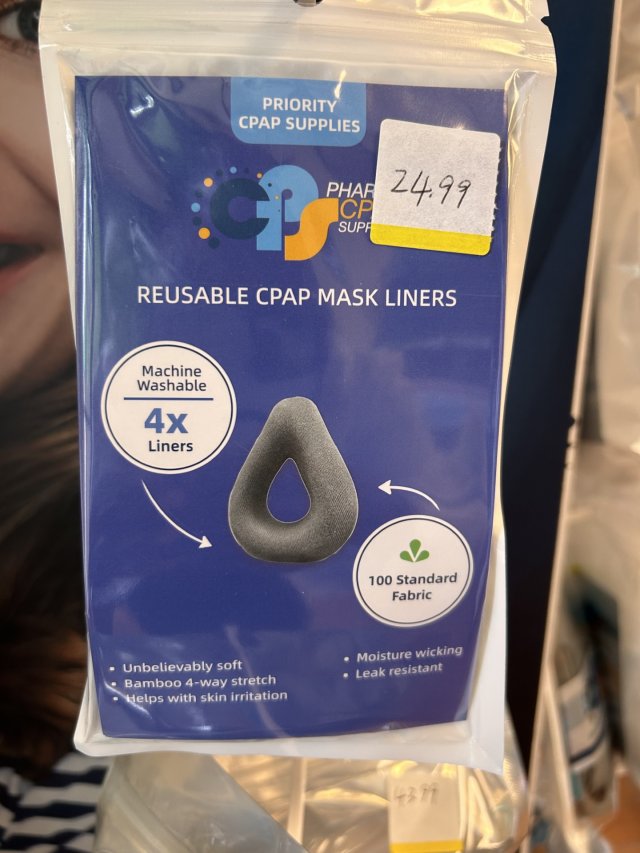 PRIORITY
CPAP SUPPLIES
cps
24.99
REUSABLE CPAP MASK LINERS
Machine
Washable
4x
Liners
100 Standard
Fabric
• Unbelievably soft
• Bamboo 4-way stretch
• Helps with skin irritation
• Moisture wicking
• Leak resistant